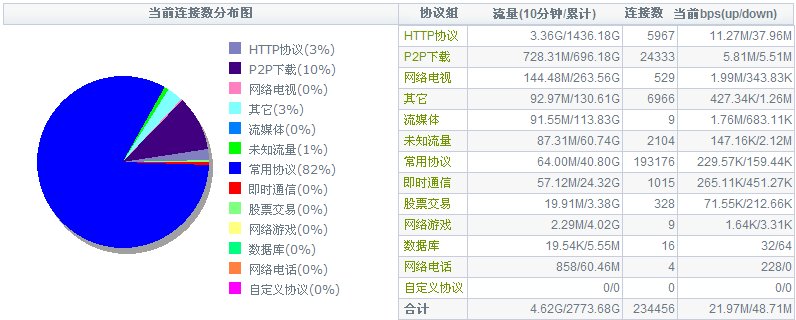 当前连接数分布图
HTTP协议(3%)
P2P下载(10%)
网络电视(0%)
其它(3%)
流媒体(0%)
未知流量(1%)
常用协议(82%)
即时通信(0%)
股票交易(0%)
网络游戏(0%)
数据库(0%)
网络电话(0%)
自定义协议(0%)
协议组 流量(10分钟/累计) 连接数 当前bps(up/down)
HTTP协议 3.36G/1436.18G 5967 11.27M/37.96M
P2P下载 728.31M/696.18G 24333 5.81M/5.51M
网络电视 144.48M/263.56G 529 1.99M/343.83K
其它 92.97M/130.61G 6966 427.34K/1.26M
流媒体 91.55M/113.83G 9 1.76M/683.11K
未知流量 87.31M/60.74G 2104 147.16K/2.12M
常用协议 64.00M/40.80G 193176 229.57K/159.44K
即时通信 57.12M/24.32G 1015 265.11K/451.27K
股票交易 19.91M/3.38G 328 71.55K/212.66K
网络游戏 2.29M/4.02G 9 1.64K/3.31K
数据库 19.54K/5.55M 16 32/64
网络电话 858/60.46M 4 228/0
自定义协议 0/0 0 0/0
合计 4.62G/2773.68G 234456 21.97M/48.71M